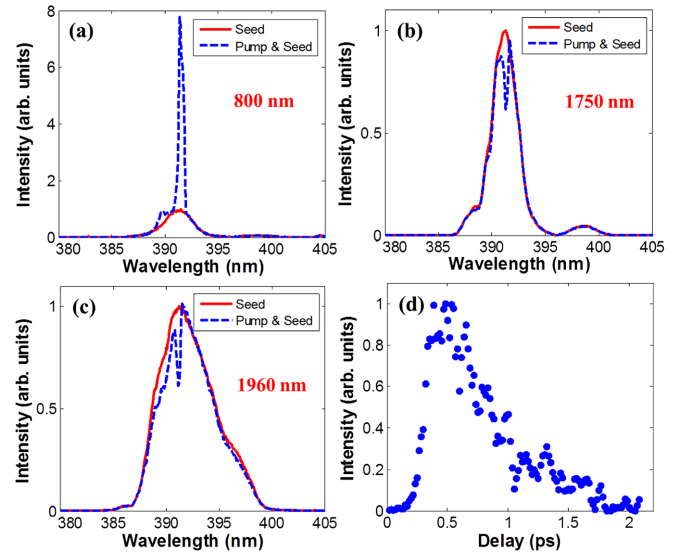 (a)
Seed
Pump & Seed
800 nm
Intensity (arb. units)
8
6
4
2
0
380
385
390
395
400
405
Wavelength (nm)
(b)
Seed
Pump & Seed
1750 nm
Intensity (arb. units)
1
0.5
0
380
385
390
395
400
405
Wavelength (nm)
(c)
Seed
Pump & Seed
1960 nm
Intensity (arb. units)
1
0.5
0
380
385
390
395
400
405
Wavelength (nm)
(d)
Intensity (arb. units)
1
0.8
0.6
0.4
0.2
0
0
0.5
1
1.5
2
Delay (ps)